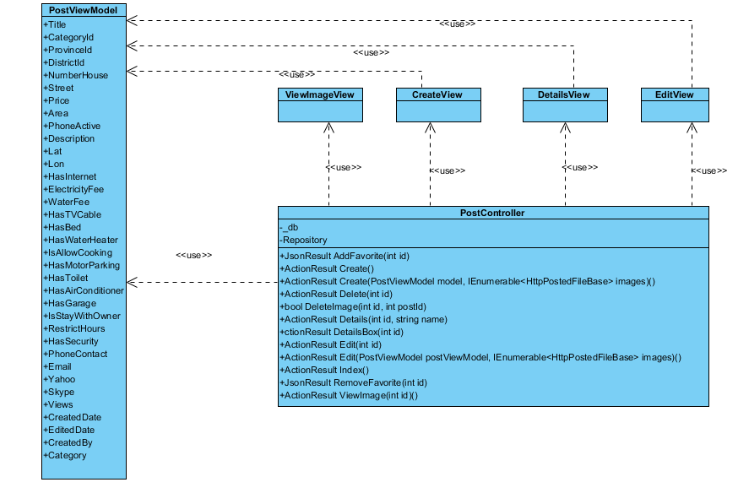 PostViewModel
+Title
+CategoryId
+ProvinceId
+DistrictId
+NumberHouse
+Street
+Price
+Area
+PhoneActive
+Description
+Lat
+Lon
+HasInternet
+ElectricityFee
+WaterFee
+HasTVCable
+HasBed
+HasWaterHeater
+IsAllowCooking
+HasMotorParking
+HasToilet
+HasAirConditioner
+HasGarage
+IsStayWithOwner
+RestrictHours
+HasSecurity
+PhoneContact
+Email
+Yahoo
+Skype
+Views
+CreatedDate
+EditedDate
+CreatedBy
+Category
<<use>>
<<use>>
<<use>>
ViewImageView
CreateView
DetailsView
EditView
<<use>>
<<use>>
<<use>>
<<use>>
<<use>>
PostController
-_db
-Repository
+JsonResult AddFavorite(int id)
+ActionResult Create()
+ActionResult Create(PostViewModel model, IEnumerable<HttpPostedFileBase> images)()
+ActionResult Delete(int id)
+bool DeleteImage(int id, int postId)
+ActionResult Details(int id, string name)
+ctionResult DetailsBox(int id)
+ActionResult Edit(int id)
+ActionResult Edit(PostViewModel postViewModel, IEnumerable<HttpPostedFileBase> images)()
+ActionResult Index()
+JsonResult RemoveFavorite(int id)
+ActionResult ViewImage(int id)()